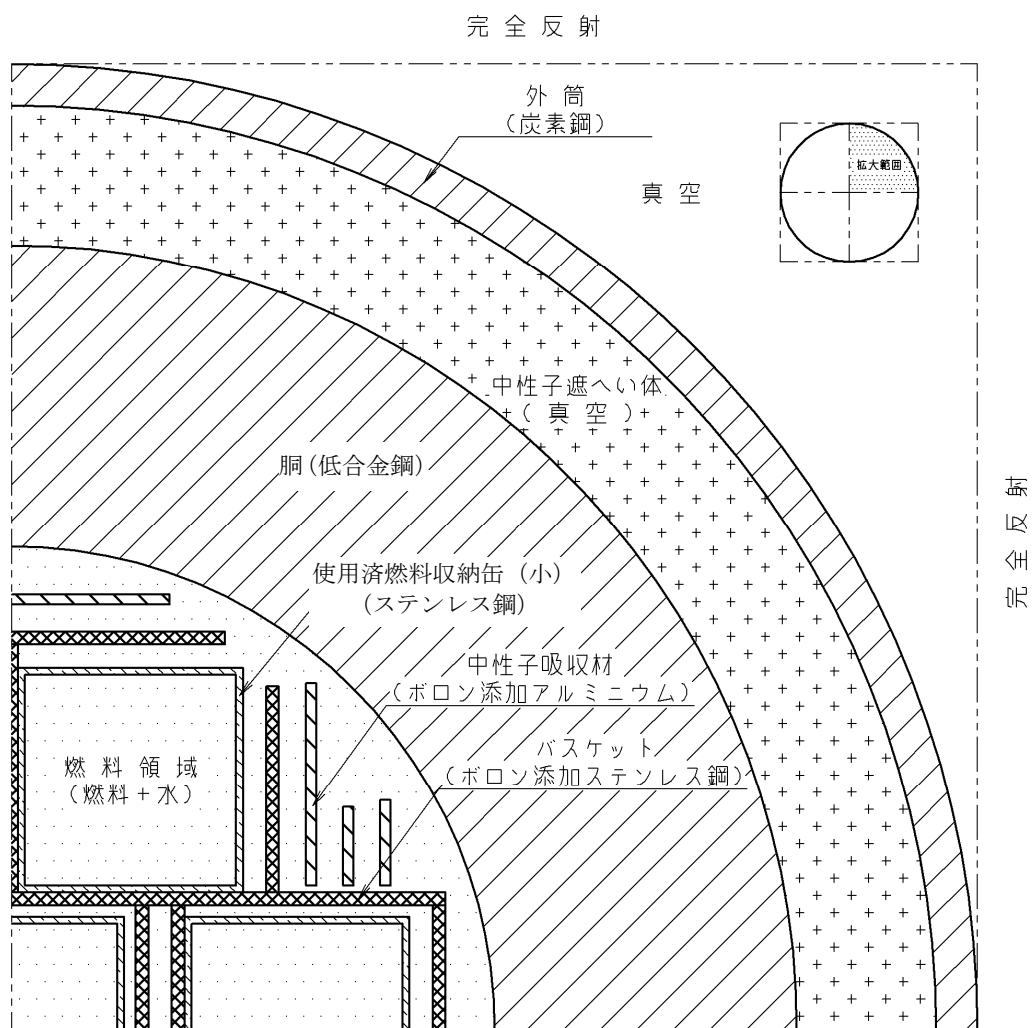 完全反射
外筒
(炭素鋼)
拡大範囲
真空
中性子遮へい体
(真空)
胴(低合金鋼)
完全反射
使用済燃料収納缶(小)
(ステンレス鋼)
中性子吸収材
(ボロン添加アルミニウム)
バスケット
(ボロン添加ステンレス鋼)
燃料領域
(燃料+水)